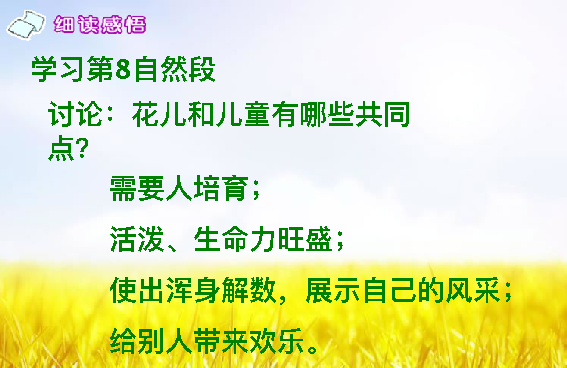 细读感悟
学习第8自然段
讨论：花儿和儿童有哪些共同
点？
需要人培育；
活泼、生命力旺盛；
使出浑身解数，展示自己的风采；
给别人带来欢乐。